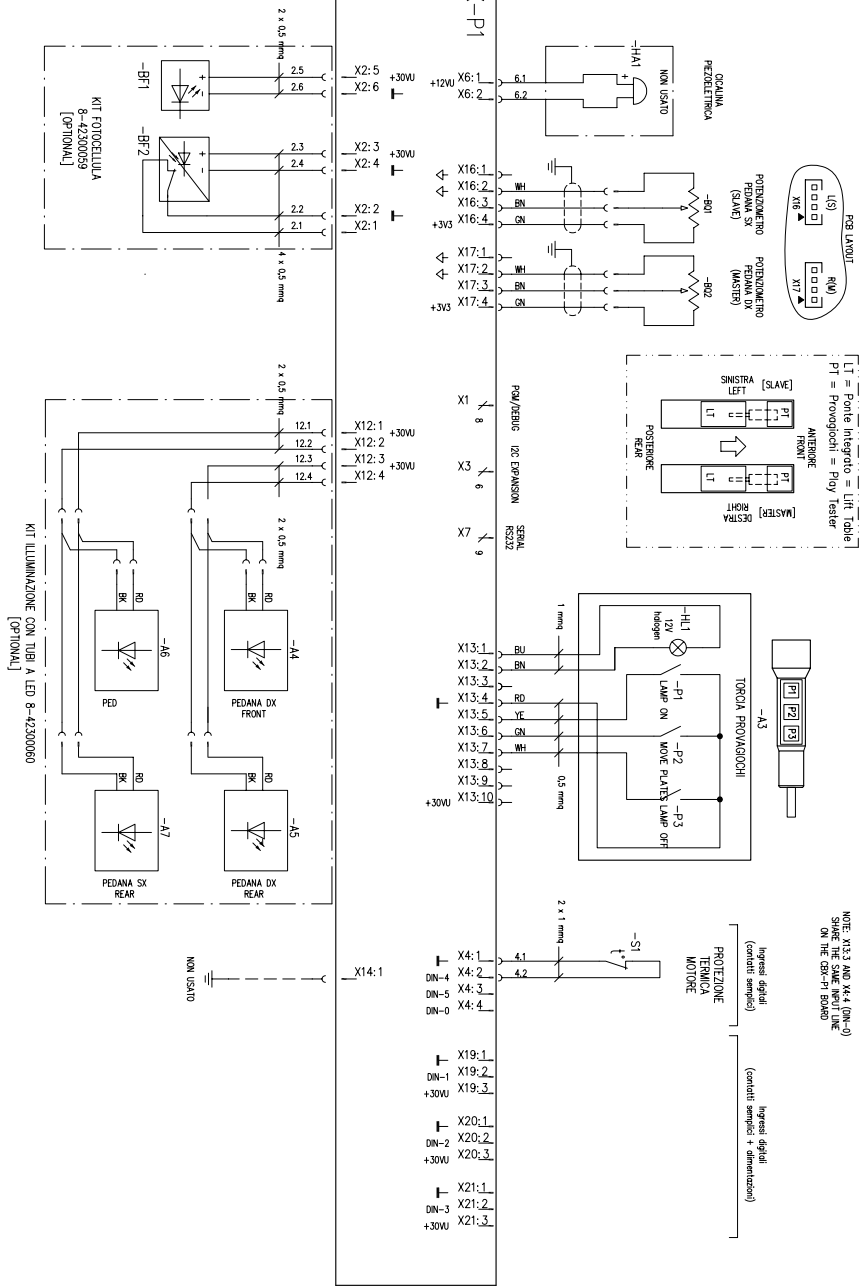 -P1
2 x 0,5 mmq
-BF1
+
-
2.5
2.6
X2:5
X2:6
+30VU
KIT FOTOCELLULA
8-42300059
[OPTIONAL]
-BF2
+
-
2.3
2.4
X2:3
X2:4
+30VU
2.2
2.1
X2:2
X2:1
4 x 0,5 mmq
+12VU
X6:1
X6:2
6.1
6.2
-HA1
+
NON USATO
CICALINA
PIEZOELETTRICA
X16:1
X16:2
X16:3
X16:4
+3V3
WH
BN
GN
-BQ1
POTENZIOMETRO
PEDANA SX
(SLAVE)
X17:1
X17:2
X17:3
X17:4
+3V3
WH
BN
GN
-BQ2
POTENZIOMETRO
PEDANA DX
(MASTER)
PCB LAYOUT
L(S)
X16
R(M)
X17
LT = Ponte Integrato = Lift Table
PT = Provagiochi = Play Tester
SINISTRA
LEFT
[SLAVE]
LT
PT
ANTERIORE
FRONT
POSTERIORE
REAR
LT
PT
DESTRA
RIGHT
[MASTER]
X1
8
PGM/DEBUG
X3
6
I2C EXPANSION
X7
9
SERIAL
RS232
2 x 0,5 mmq
12.1
12.2
12.3
12.4
X12:1
X12:2
X12:3
X12:4
+30VU
+30VU
2 x 0,5 mmq
RD
BK
-A6
PED
RD
BK
-A4
PEDANA DX
FRONT
RD
BK
-A7
PEDANA SX
REAR
RD
BK
-A5
PEDANA DX
REAR
KIT ILLUMINAZIONE CON TUBI A LED 8-42300060
[OPTIONAL]
-A3
P1
P2
P3
TORCIA PROVAGIOCHI
-HL1
12V
halogen
-P1
LAMP ON
-P2
MOVE PLATES
-P3
LAMP OFF
1 mmq
0,5 mmq
X13:1
X13:2
X13:3
X13:4
X13:5
X13:6
X13:7
X13:8
X13:9
X13:10
+30VU
BU
BN
RD
YE
GN
WH
NON USATO
X14:1
NOTE: X13:3 AND X4:4 (DIN-0)
SHARE THE SAME INPUT LINE
ON THE CBX-P1 BOARD
Ingressi digitali
(contatti semplici)
PROTEZIONE
TERMICA
MOTORE
-S1
t°
2 x 1 mmq
4.1
4.2
X4:1
X4:2
X4:3
X4:4
DIN-4
DIN-5
DIN-0
Ingressi digitali
(contatti semplici + alimentazioni)
X19:1
X19:2
X19:3
DIN-1
+30VU
X20:1
X20:2
X20:3
DIN-2
+30VU
X21:1
X21:2
X21:3
DIN-3
+30VU